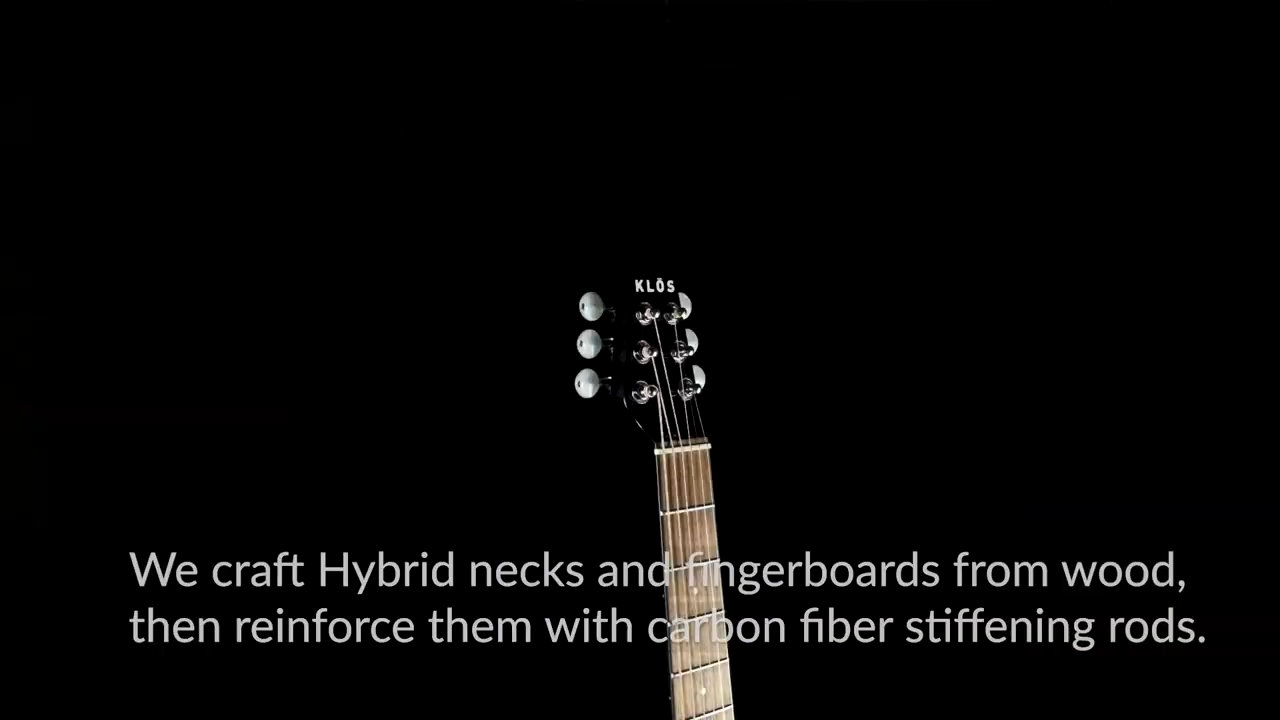 KLŌS
We craft Hybrid necks and fingerboards from wood,
then reinforce them with carbon fiber stiffening rods.